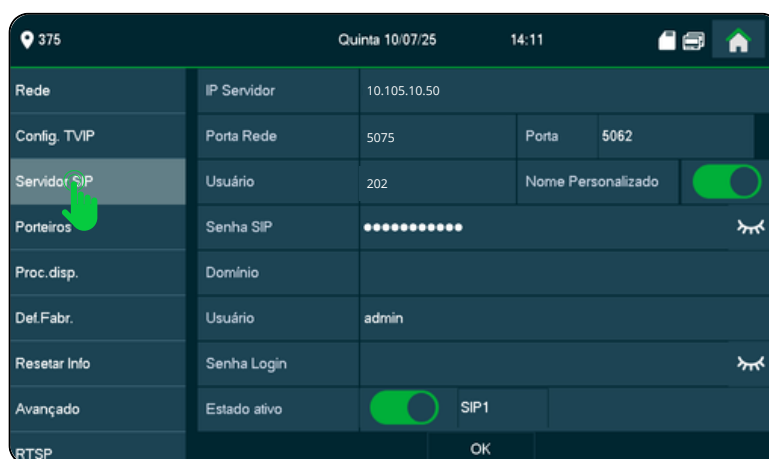 375 Quinta 10/07/25 14:11
Rede IP Servidor 10.105.10.50
Config. TVIP Porta Rede 5075 Porta 5062
Servidor SIP Usuário 202 Nome Personalizado
Porteiros Senha SIP •••••••••••
Proc.disp. Domínio
Def.Fabr. Usuário admin
Resetar Info Senha Login
Avançado Estado ativo SIP1
RTSP OK